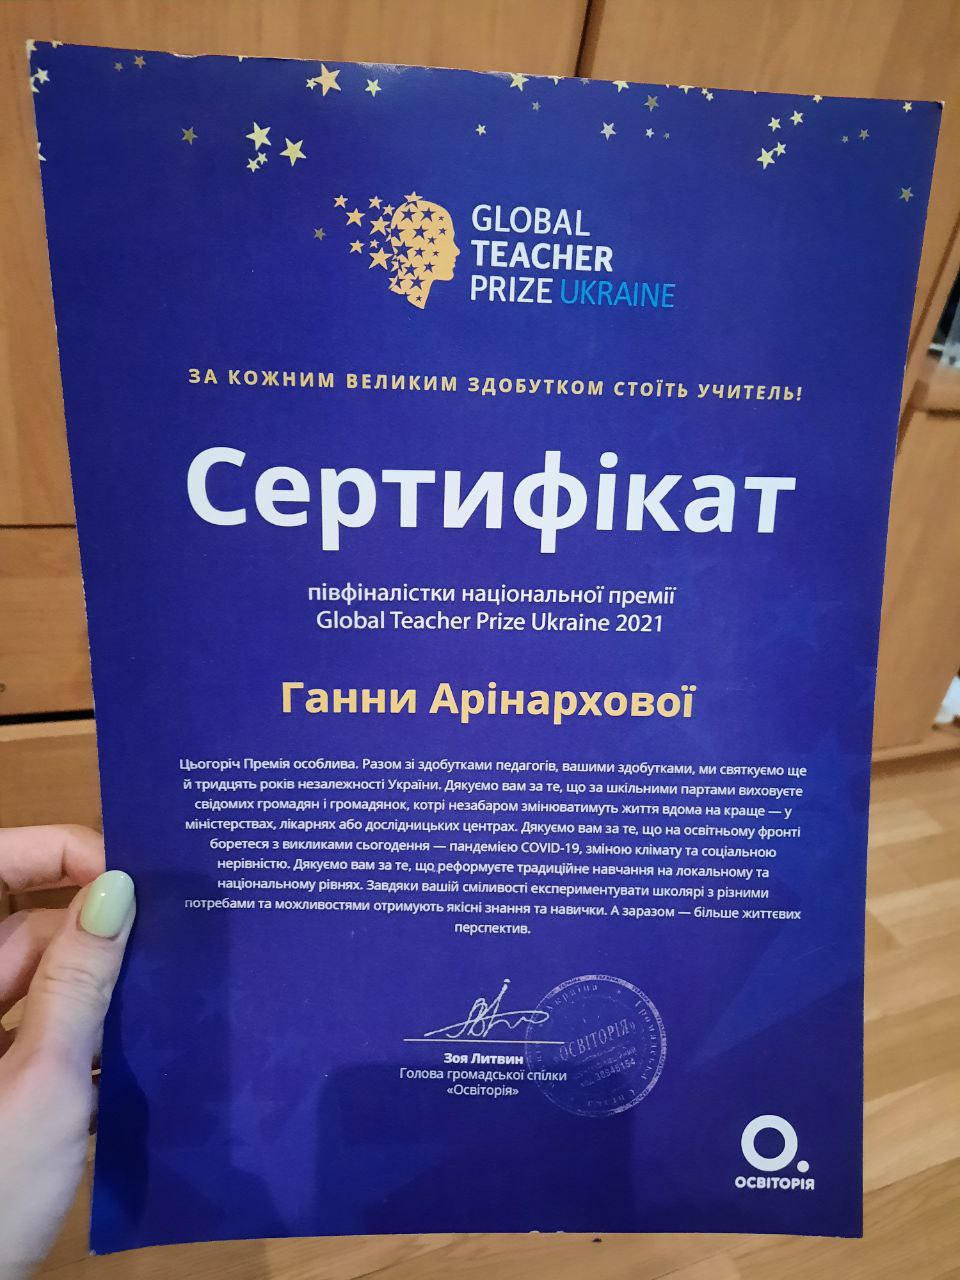 GLOBAL
TEACHER
PRIZE UKRAINE
ЗА КОЖНИМ ВЕЛИКИМ ЗДОБУТКОМ СТОЇТЬ УЧИТЕЛЬ!
Сертифікат
півфіналістки національної премії
Global Teacher Prize Ukraine 2021
Ганни Арінархової
Цьогоріч Премія особлива. Разом зі здобутками педагогів, вашими здобутками, ми святкуємо ще
й тридцять років незалежності України. Дякуємо вам за те, що за шкільними партами виховуєте
свідомих громадян і громадянок, котрі незабаром змінюватимуть життя вдома на краще — у
міністерствах, лікарнях або дослідницьких центрах. Дякуємо вам за те, що на освітньому фронті
боретеся з викликами сьогодення — пандемією COVID-19, зміною клімату та соціальною
нерівністю. Дякуємо вам за те, що реформуєте традиційне навчання на локальному та
національному рівнях. Завдяки вашій сміливості експериментувати школярі з різними
потребами та можливостями отримують якісні знання та навички. А заразом — більше життєвих
перспектив.
Зоя Литвин
Голова громадської спілки
«Освіторія»
Україна
Громадська
Спілка
«ОСВІТОРІЯ»
38945154
О.
ОСВІТОРІЯ